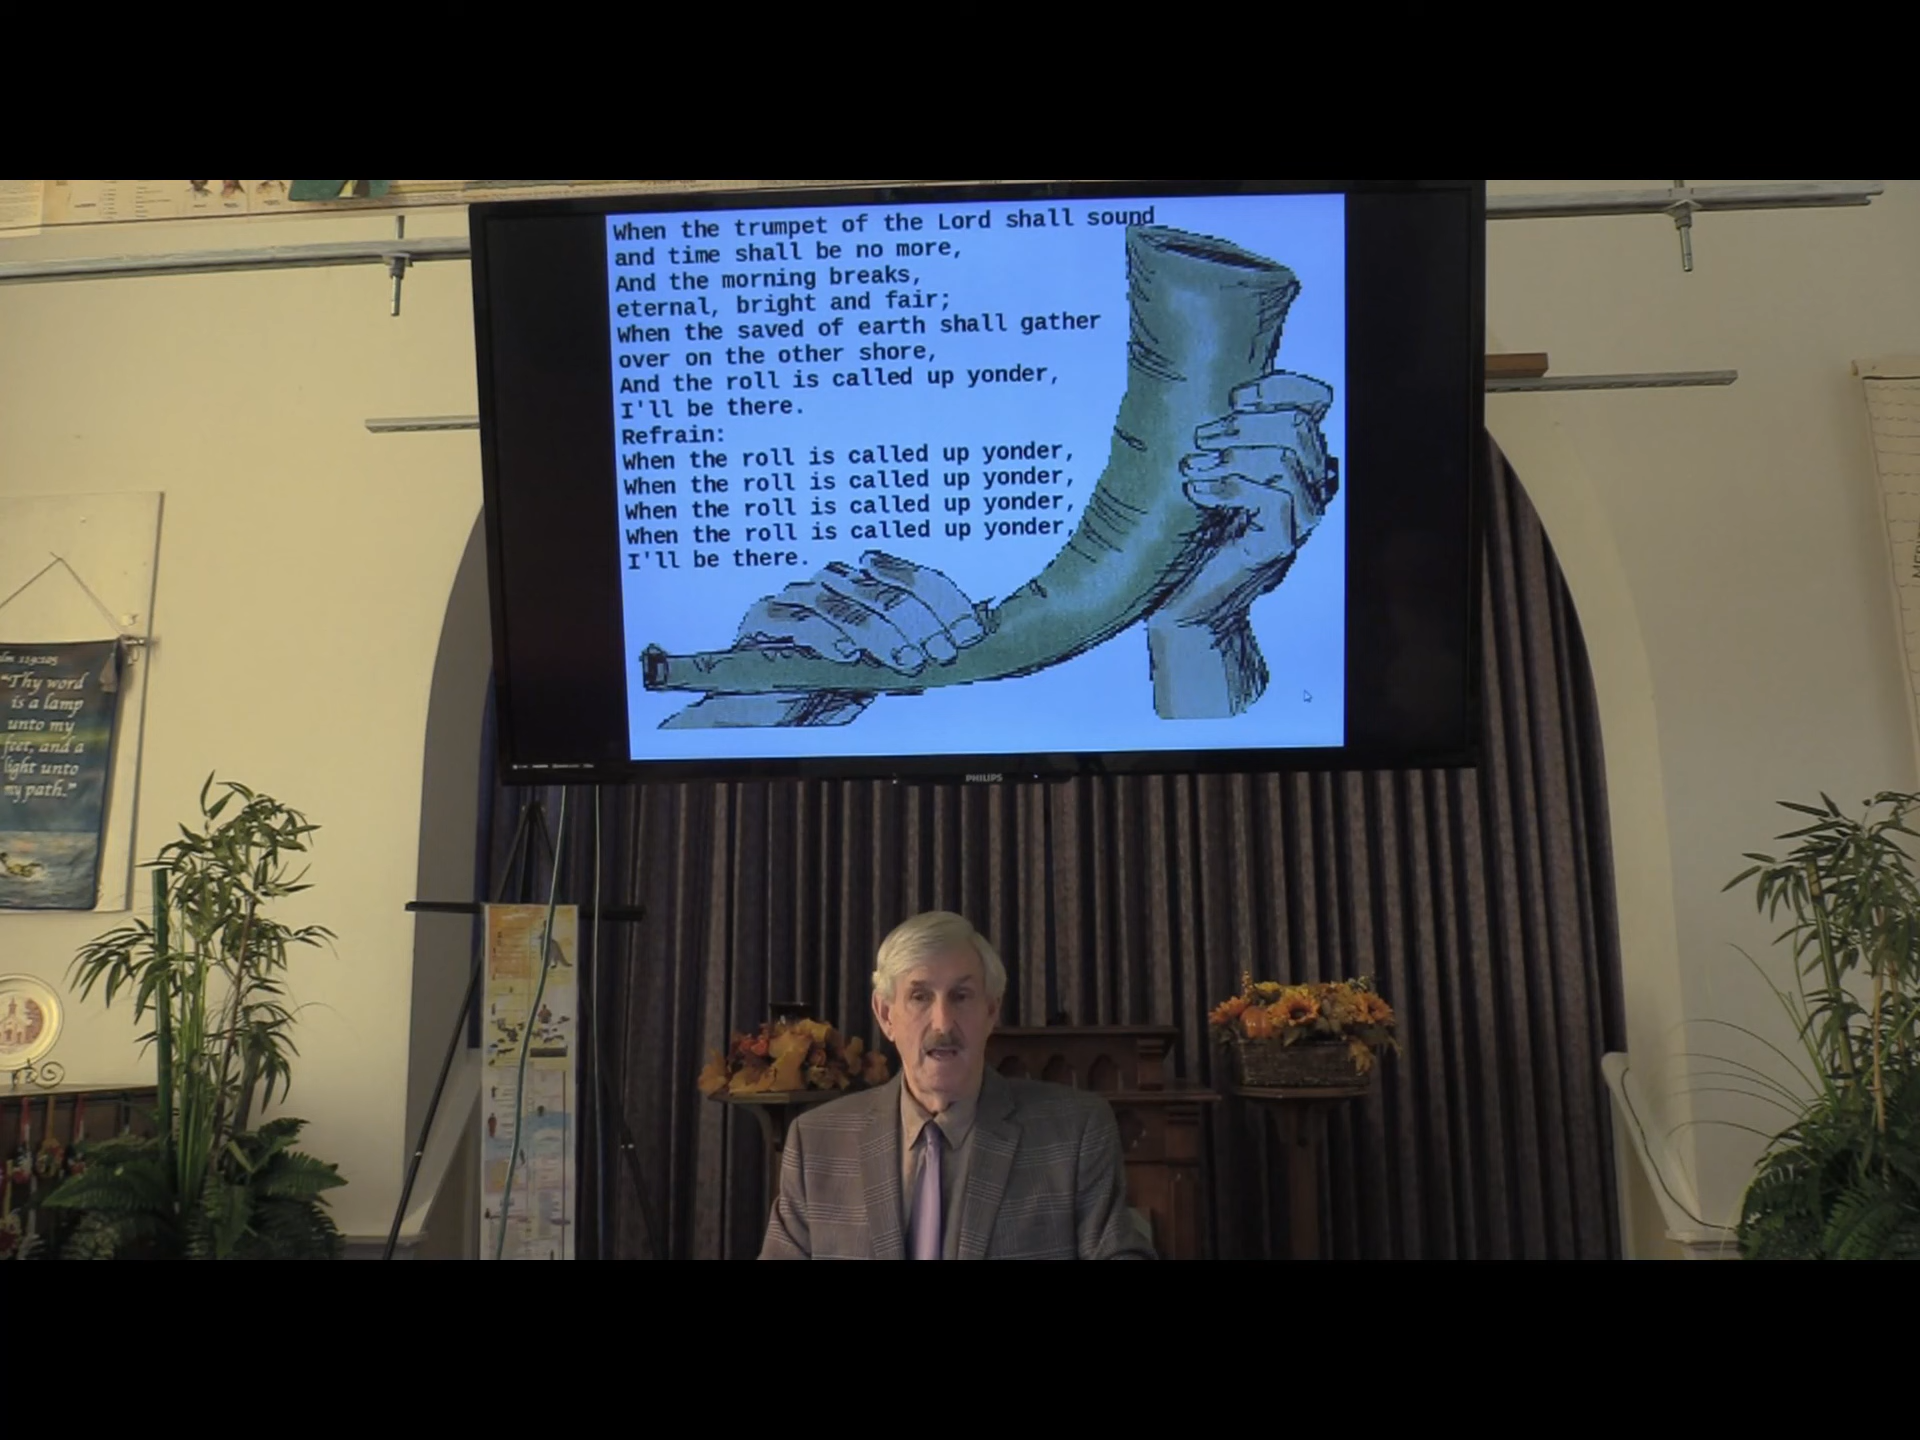 When the trumpet of the Lord shall sound
and time shall be no more,
And the morning breaks,
eternal, bright and fair;
When the saved of earth shall gather
over on the other shore,
And the roll is called up yonder,
I'll be there.
Refrain:
When the roll is called up yonder,
When the roll is called up yonder,
When the roll is called up yonder,
When the roll is called up yonder,
I'll be there.
PHILIPS
119:105
"Thy word
is a lamp
unto my
feet, and a
light unto
my path."